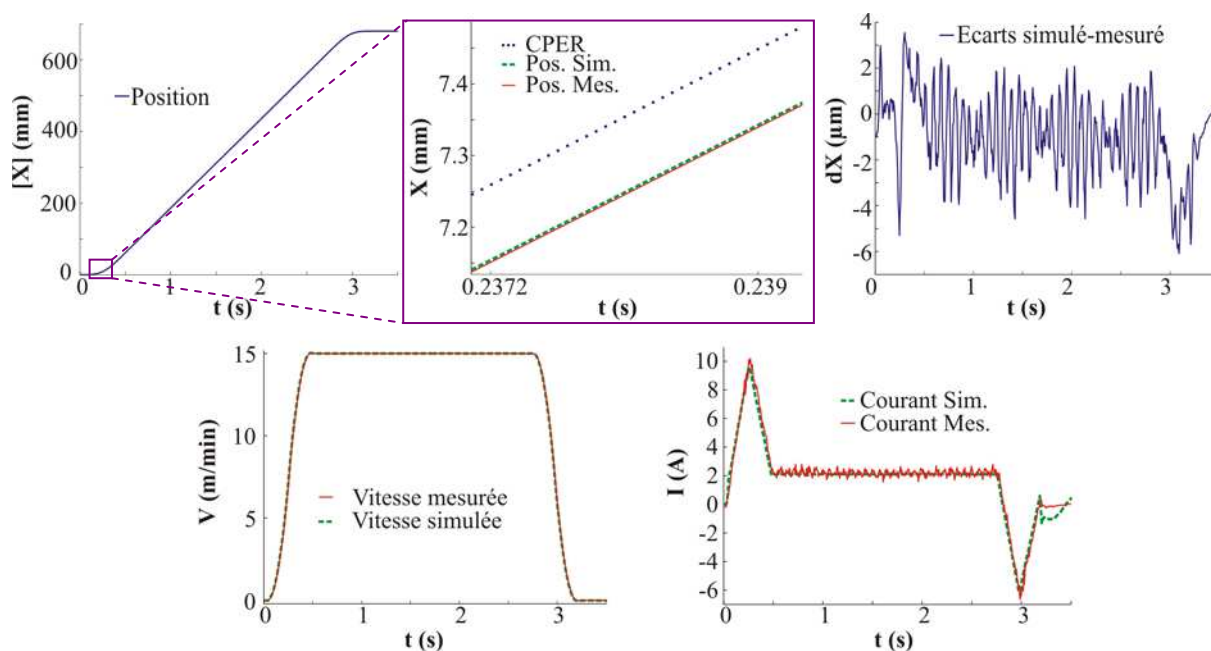 [X] (mm)
600
400
200
0
Position
0 1 2 3
t (s)
X (mm)
7.4
7.3
7.2
CPER
Pos. Sim.
Pos. Mes.
0.2372 0.239
t (s)
dX (µm)
4
2
0
-2
-4
-6
Ecarts simulé-mesuré
0 1 2 3
t (s)
V (m/min)
15
10
5
0
Vitesse mesurée
Vitesse simulée
0 1 2 3
t (s)
I (A)
10
8
6
4
2
0
-2
-4
-6
Courant Sim.
Courant Mes.
0 1 2 3
t (s)